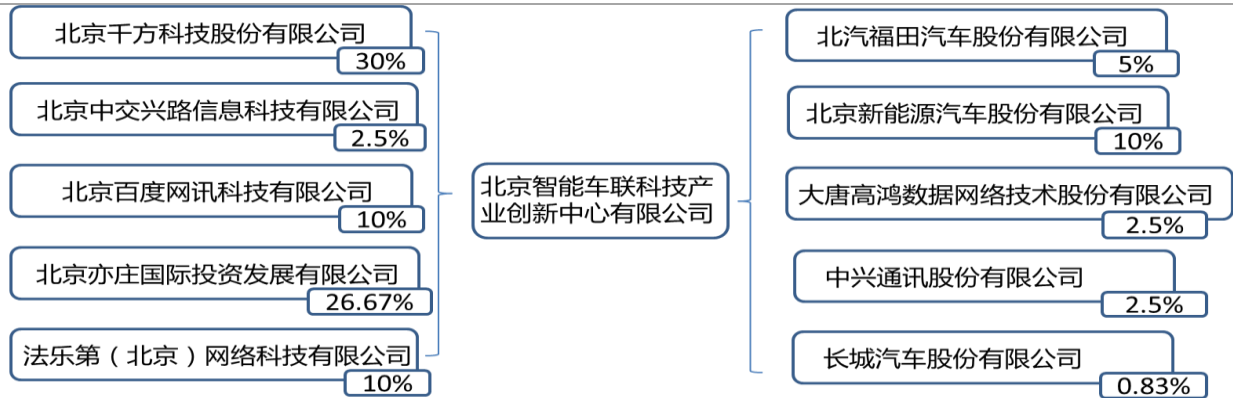 北京千方科技股份有限公司
30%
北京中交兴路信息科技有限公司
2.5%
北京百度网讯科技有限公司
10%
北京亦庄国际投资发展有限公司
26.67%
法乐第（北京）网络科技有限公司
10%
北京智能车联科技产
业创新中心有限公司
北汽福田汽车股份有限公司
5%
北京新能源汽车股份有限公司
10%
大唐高鸿数据网络技术股份有限公司
2.5%
中兴通讯股份有限公司
2.5%
长城汽车股份有限公司
0.83%